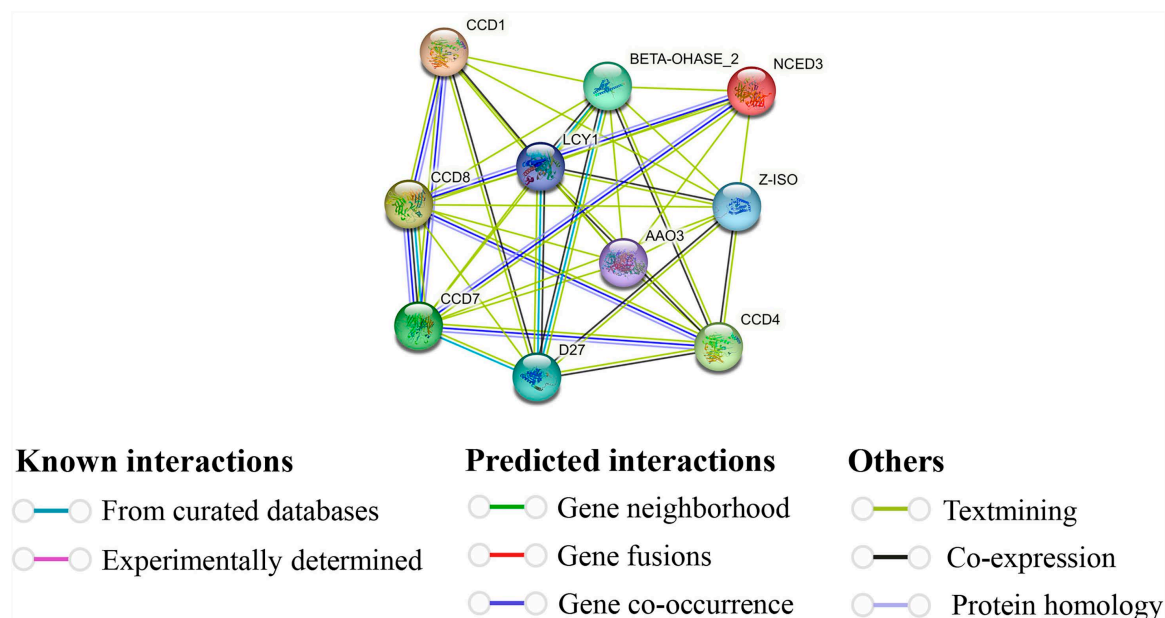 CCD1
BETA-OHASE_2
NCED3
LCY1
CCD8
Z-ISO
AAO3
CCD7
CCD4
D27
Known interactions
From curated databases
Experimentally determined
Predicted interactions
Gene neighborhood
Gene fusions
Gene co-occurrence
Others
Textmining
Co-expression
Protein homology